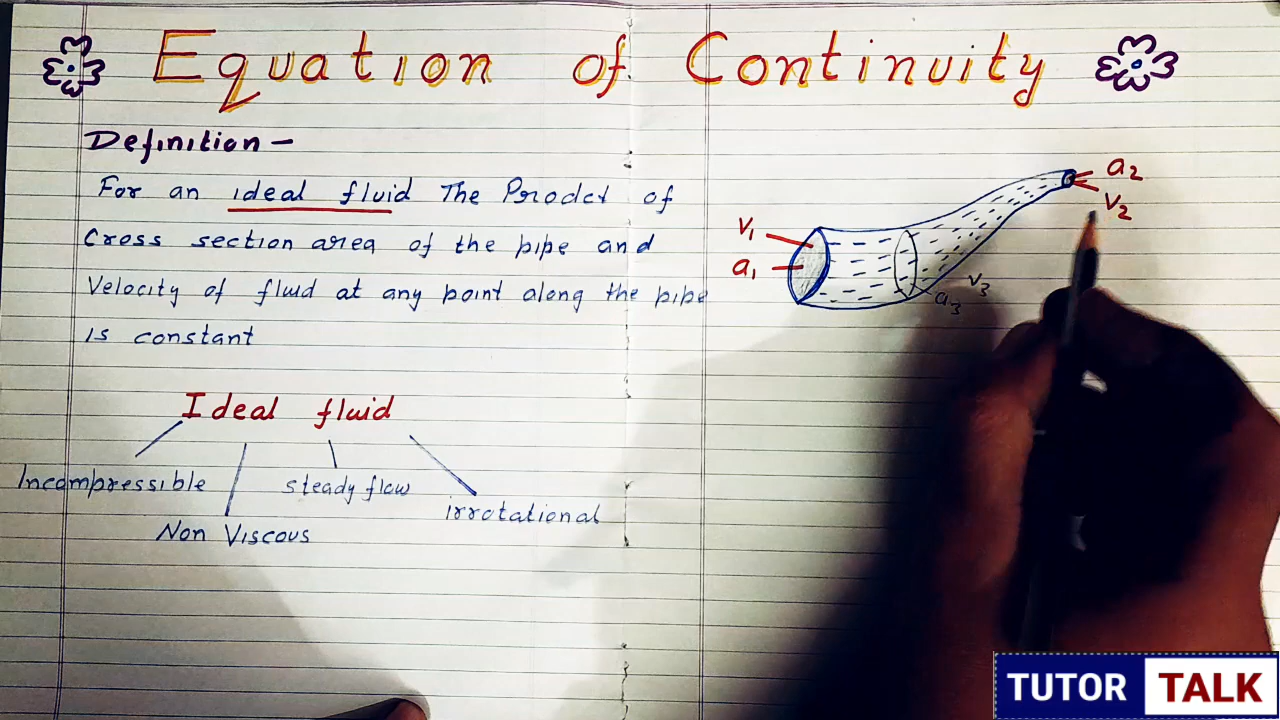 Equation of Continuity
Definition -
For an ideal fluid The Prodct of
Cross section area of the pipe and
Velocity of fluid at any point along the pipe
is constant
Ideal fluid
Incompressible
Non Viscous
steady flow
irrotational
a2
v2
v1
a1
v3
a3
TUTOR TALK